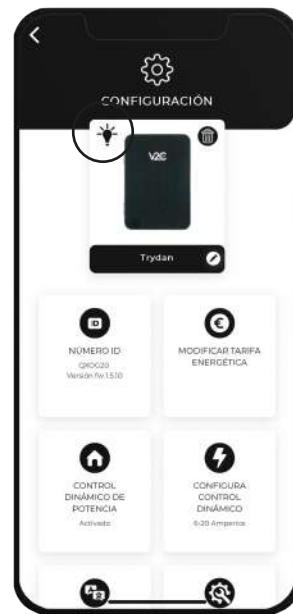 CONFIGURACIÓN
V2C
Trydan
NÚMERO ID
QXOG20
Versión fw 1.5.10
MODIFICAR TARIFA
ENERGÉTICA
CONTROL
DINÁMICO DE
POTENCIA
Activado
CONFIGURA
CONTROL
DINÁMICO
6-20 Amperios